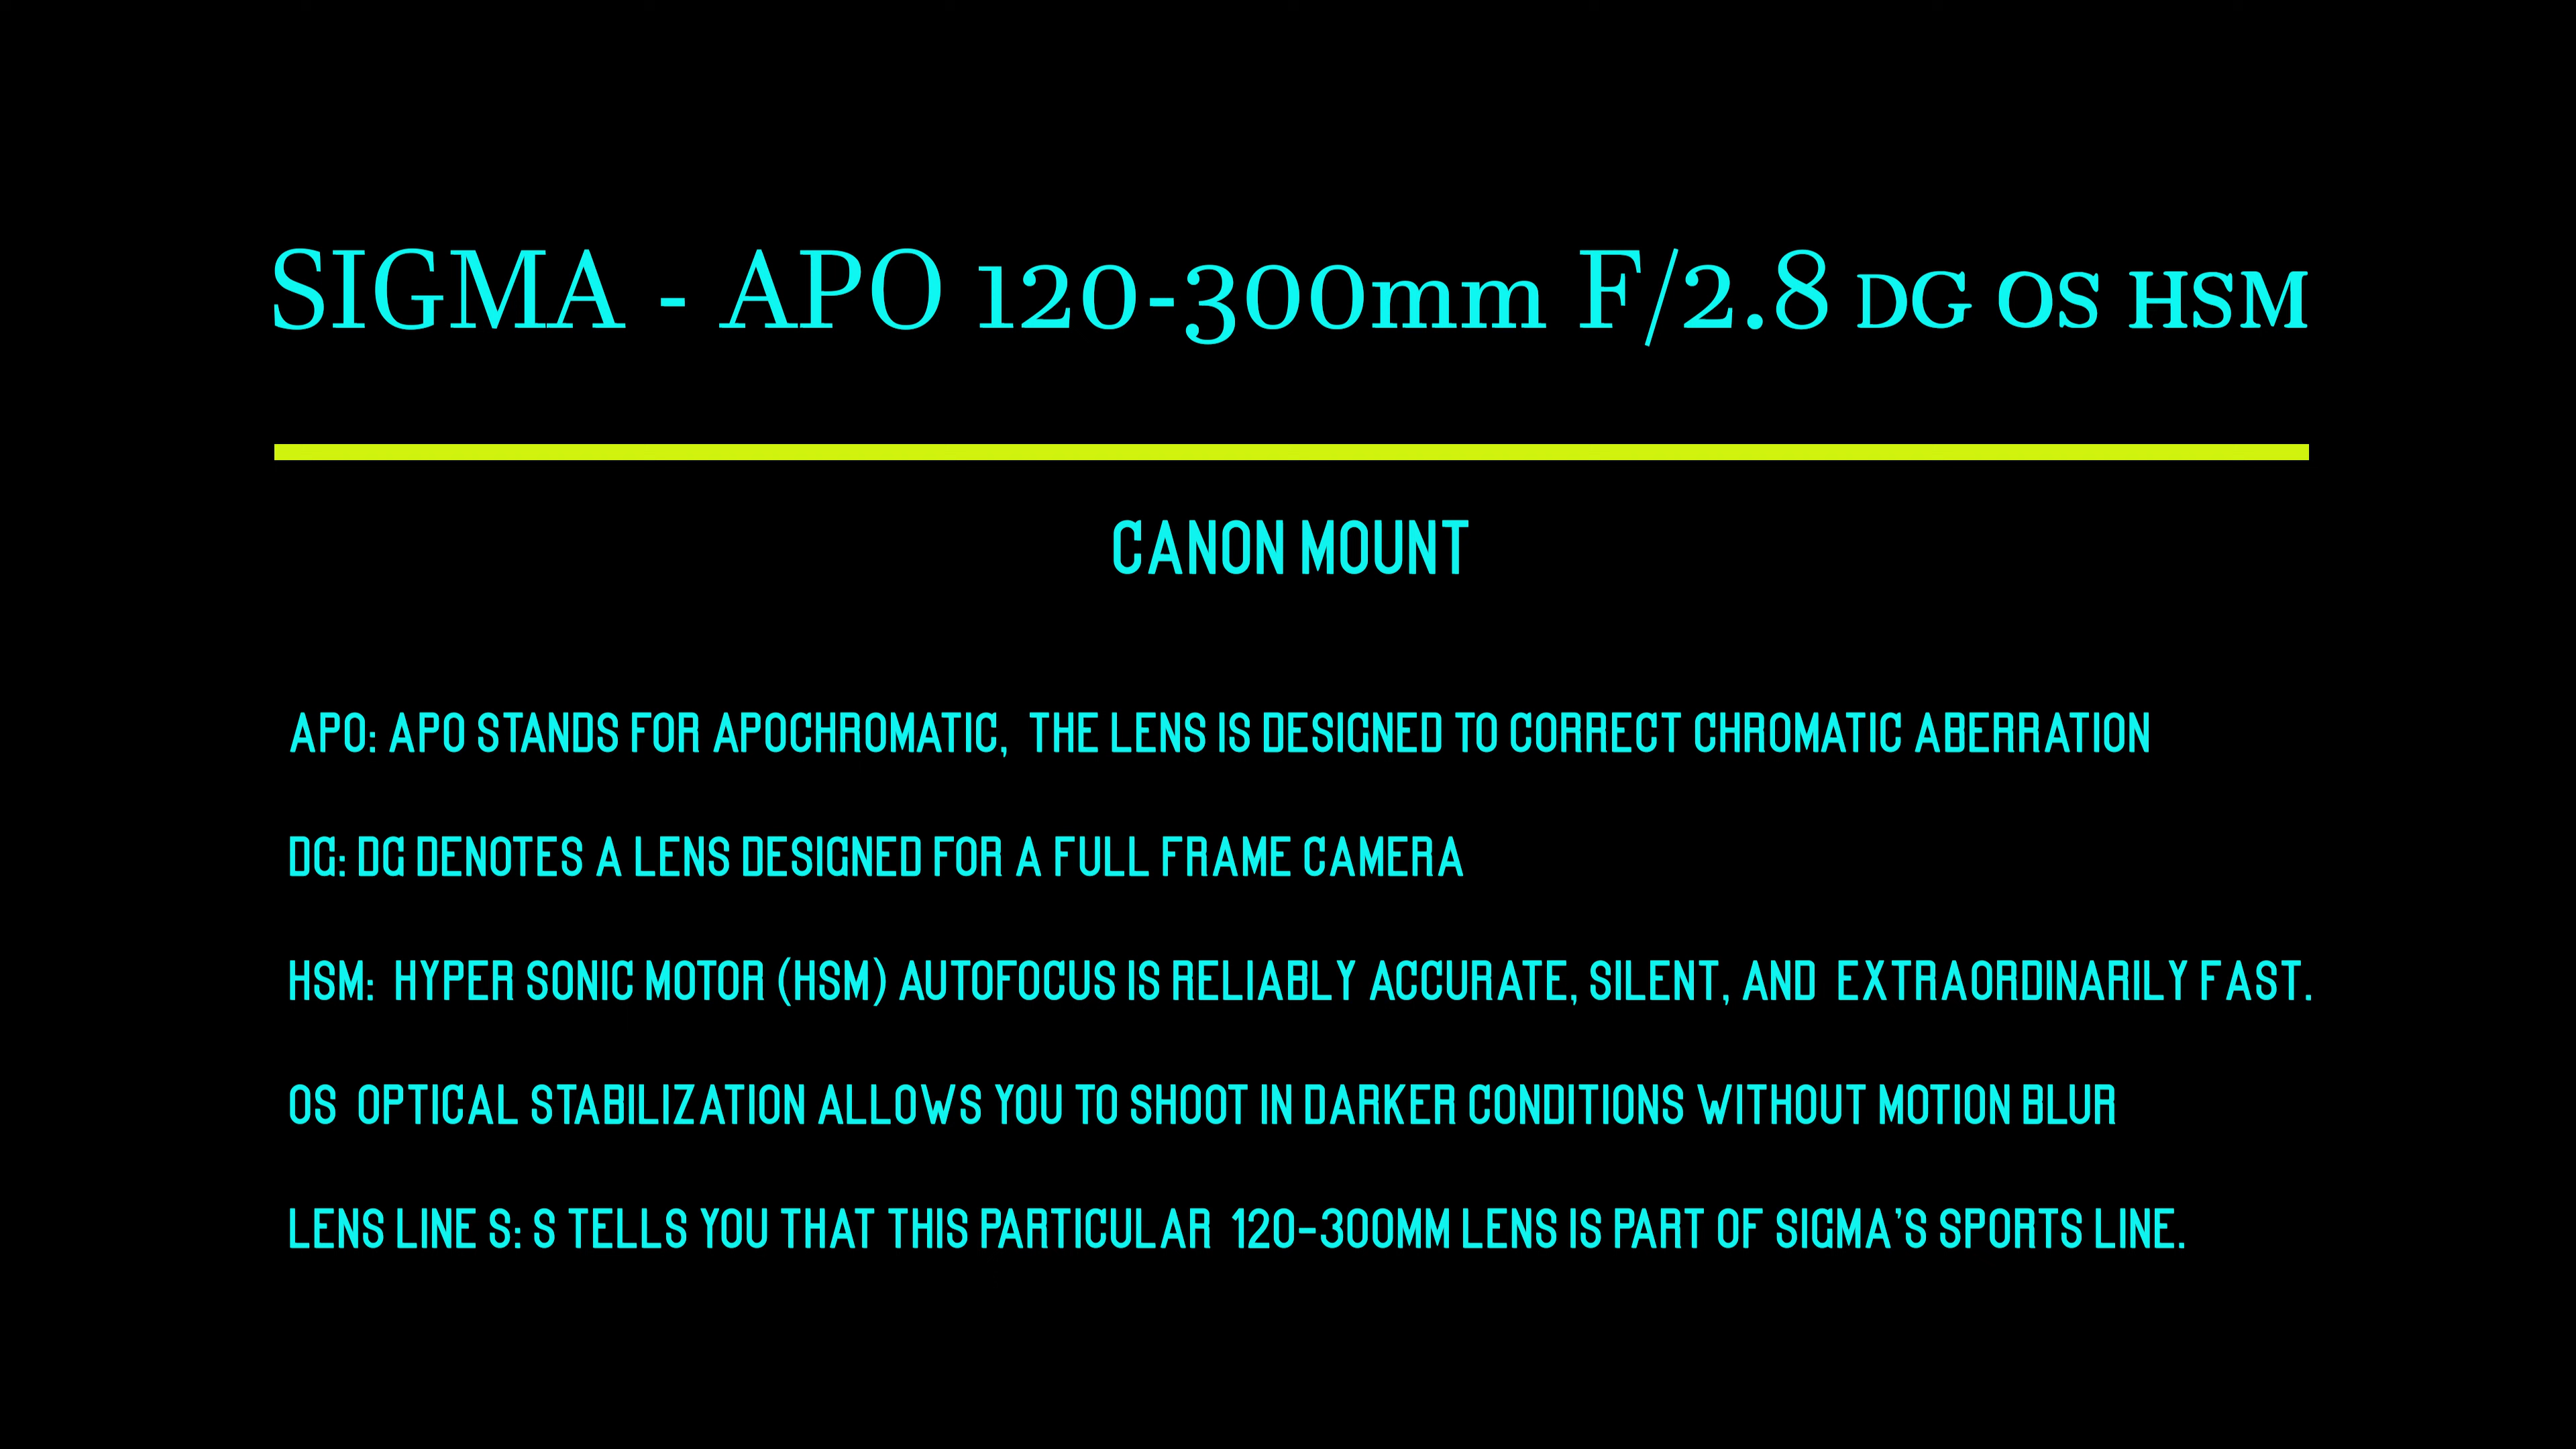 SIGMA - APO 120-300mm F/2.8 DG OS HSM
CANON MOUNT
APO: APO STANDS FOR APOCHROMATIC, THE LENS IS DESIGNED TO CORRECT CHROMATIC ABERRATION
DG: DG DENOTES A LENS DESIGNED FOR A FULL FRAME CAMERA
HSM: HYPER SONIC MOTOR (HSM) AUTOFOCUS IS RELIABLY ACCURATE, SILENT, AND EXTRAORDINARILY FAST.
OS OPTICAL STABILIZATION ALLOWS YOU TO SHOOT IN DARKER CONDITIONS WITHOUT MOTION BLUR
LENS LINE S: S TELLS YOU THAT THIS PARTICULAR 120-300MM LENS IS PART OF SIGMA'S SPORTS LINE.